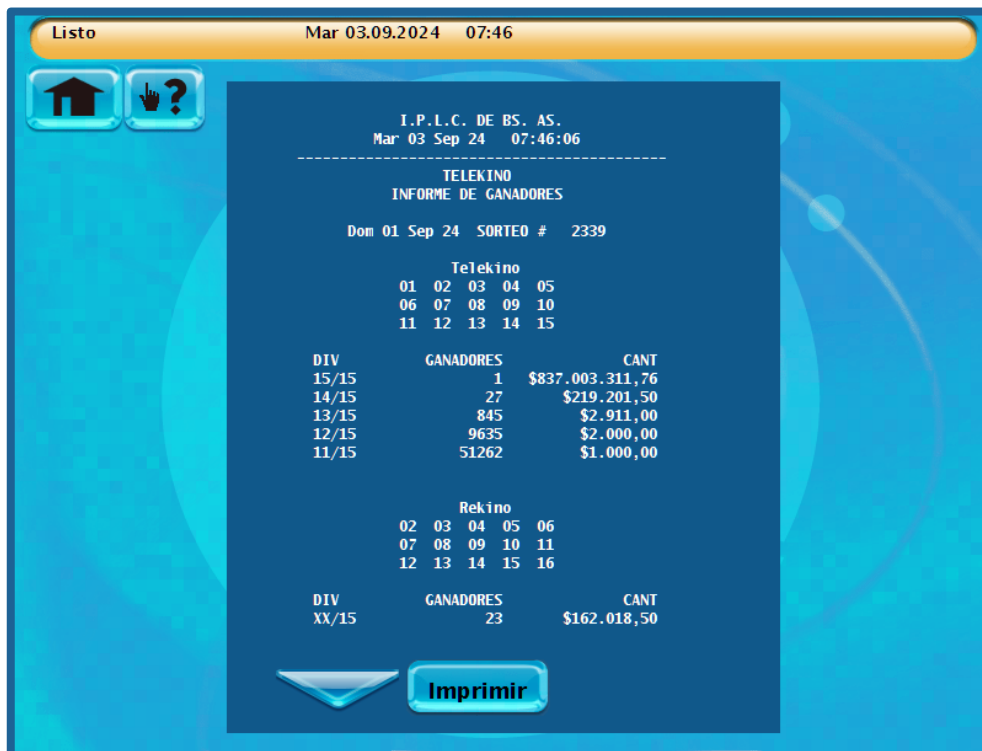 Listo Mar 03.09.2024 07:46
?
I.P.L.C. DE BS. AS.
Mar 03 Sep 24 07:46:06
-------------------------------------------
TELEKINO
INFORME DE GANADORES
Dom 01 Sep 24 SORTEO # 2339
Telekino
01 02 03 04 05
06 07 08 09 10
11 12 13 14 15
DIV GANADORES CANT
15/15 1 $837.003.311,76
14/15 27 $219.201,50
13/15 845 $2.911,00
12/15 9635 $2.000,00
11/15 51262 $1.000,00
Rekino
02 03 04 05 06
07 08 09 10 11
12 13 14 15 16
DIV GANADORES CANT
XX/15 23 $162.018,50
Imprimir